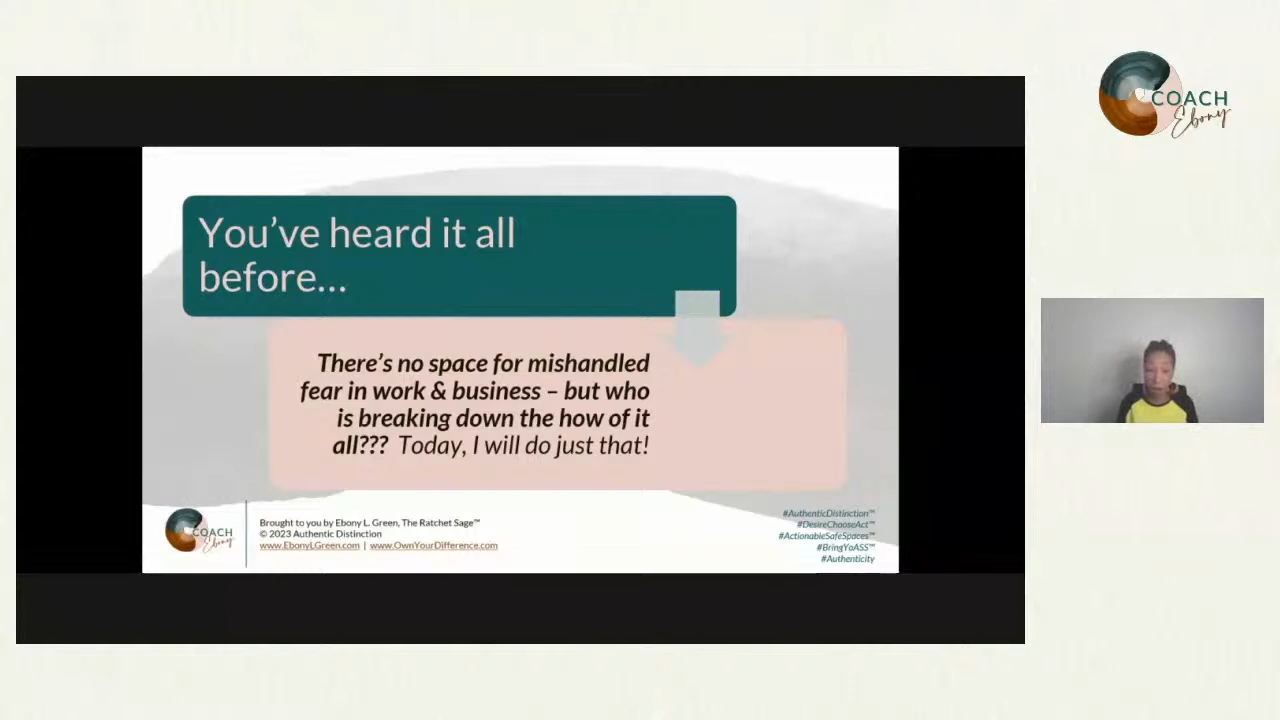 COACH
Ebony
You've heard it all
before...
There's no space for mishandled
fear in work & business – but who
is breaking down the how of it
all??? Today, I will do just that!
COACH
Ebony
Brought to you by Ebony L. Green, The Ratchet Sage™
© 2023 Authentic Distinction
www.EbonyLGreen.com | www.OwnYourDifference.com
#AuthenticDistinction™
#DesireChooseAct™
#ActionableSafeSpaces™
#BringYoASS™
#Authenticity